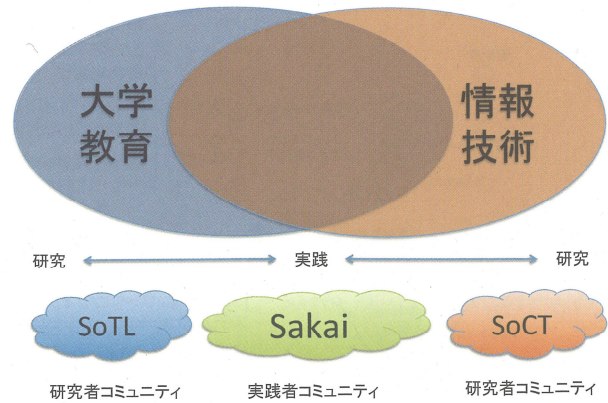 大学
教育
情報
技術
研究 実践 研究
SoTL Sakai SoCT
研究者コミュニティ 実践者コミュニティ 研究者コミュニティ